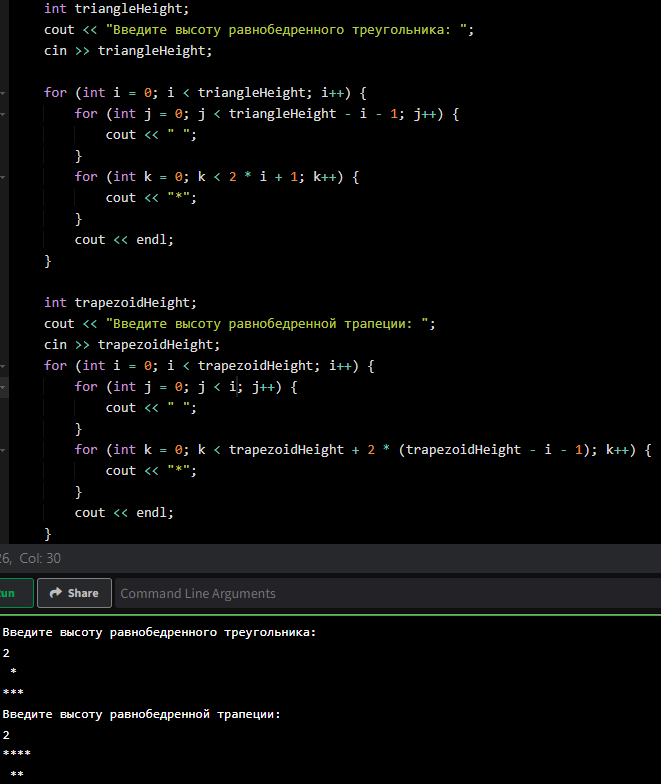 int triangleHeight;
cout << "Введите высоту равнобедренного треугольника: ";
cin >> triangleHeight;
for (int i = 0; i < triangleHeight; i++) {
for (int j = 0; j < triangleHeight - i - 1; j++) {
cout << " ";
}
for (int k = 0; k < 2 * i + 1; k++) {
cout << "*";
}
cout << endl;
}
int trapezoidHeight;
cout << "Введите высоту равнобедренной трапеции: ";
cin >> trapezoidHeight;
for (int i = 0; i < trapezoidHeight; i++) {
for (int j = 0; j < i; j++) {
cout << " ";
}
for (int k = 0; k < trapezoidHeight + 2 * (trapezoidHeight - i - 1); k++) {
cout << "*";
}
cout << endl;
}
6, Col: 30
un Share Command Line Arguments
Введите высоту равнобедренного треугольника:
2
 *
***
Введите высоту равнобедренной трапеции:
2
****
 **